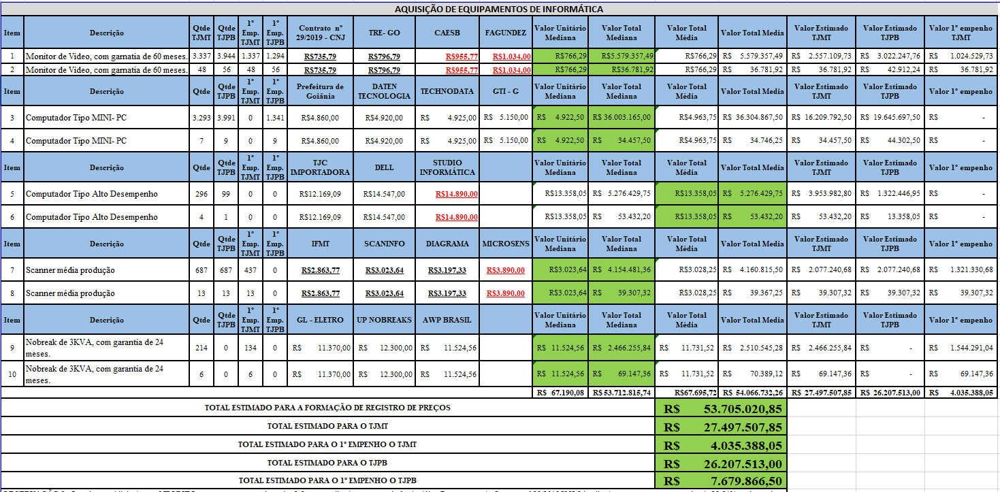 AQUISIÇÃO DE EQUIPAMENTOS DE INFORMÁTICA
Item Descrição Qtde TJMT Qtde TJPB 1º Emp. TJMT 1º Emp. TJPB Contrato nº 29/2019 - CNJ TRE- GO CAESB FAGUNDEZ Valor Unitário Mediana Valor Total Mediana Valor Total Média Valor Total Media Valor Estimado TJMT Valor Estimado TJPB Valor 1º empenho TJMT
1 Monitor de Vídeo, com garnatia de 60 meses. 3.337 3.944 1.337 1.294 R$735,79 R$796,79 R$955,77 R$1.034,00 R$766,29 R$5.579.357,49 R$766,29 R$ 5.579.357,49 R$ 2.557.109,73 R$ 3.022.247,76 R$ 1.024.529,73
2 Monitor de Vídeo, com garnatia de 60 meses. 48 56 48 56 R$735,79 R$796,79 R$955,77 R$1.034,00 R$766,29 R$36.781,92 R$766,29 R$ 36.781,92 R$ 36.781,92 R$ 42.912,24 R$ 36.781,92
Item Descrição Qtde Qtde TJPB 1º Emp. TJMT 1º Emp. TJPB Prefeitura de Goiânia DATEN TECNOLOGIA TECHNODATA GTI - G Valor Unitário Mediana Valor Total Mediana Valor Total Média Valor Total Media Valor Estimado TJMT Valor Estimado TJPB Valor 1º empenho
3 Computador Tipo MINI- PC 3.293 3.991 0 1.341 R$4.860,00 R$4.920,00 R$ 4.925,00 R$ 5.150,00 R$ 4.922,50 R$ 36.003.165,00 R$4.963,75 R$ 36.304.867,50 R$ 16.209.792,50 R$ 19.645.697,50 R$ -
4 Computador Tipo MINI- PC 7 9 0 9 R$4.860,00 R$4.920,00 R$ 4.925,00 R$ 5.150,00 R$ 4.922,50 R$ 34.457,50 R$4.963,75 R$ 34.746,25 R$ 34.457,50 R$ 44.302,50 R$ -
Item Descrição Qtde Qtde TJPB 1º Emp. TJMT 1º Emp. TJPB TJC IMPORTADORA DELL STUDIO INFORMÁTICA Valor Unitário Mediana Valor Total Mediana Valor Total Média Valor Total Media Valor Estimado TJMT Valor Estimado TJPB Valor 1º empenho
5 Computador Tipo Alto Desempenho 296 99 0 0 R$12.169,09 R$14.547,00 R$14.890,00 R$13.358,05 R$ 5.276.429,75 R$13.358,05 R$ 5.276.429,75 R$ 3.953.982,80 R$ 1.322.446,95 R$ -
6 Computador Tipo Alto Desempenho 4 1 0 0 R$12.169,09 R$14.547,00 R$14.890,00 R$13.358,05 R$ 53.432,20 R$13.358,05 R$ 53.432,20 R$ 53.432,20 R$ 13.358,05 R$ -
Item Descrição Qtde Qtde TJPB 1º Emp. TJMT 1º Emp. TJPB IFMT SCANINFO DIAGRAMA MICROSENS Valor Unitário Mediana Valor Total Mediana Valor Total Média Valor Total Media Valor Estimado TJMT Valor Estimado TJPB Valor 1º empenho
7 Scanner média produção 687 687 437 0 R$2.863,77 R$3.023,64 R$3.197,33 R$3.890,00 R$3.023,64 R$ 4.154.481,36 R$3.028,25 R$ 4.160.815,50 R$ 2.077.240,68 R$ 2.077.240,68 R$ 1.321.330,68
8 Scanner média produção 13 13 13 0 R$2.863,77 R$3.023,64 R$3.197,33 R$3.890,00 R$3.023,64 R$ 39.307,32 R$3.028,25 R$ 39.367,25 R$ 39.307,32 R$ 39.307,32 R$ 39.307,32
Item Descrição Qtde Qtde TJPB 1º Emp. TJMT 1º Emp. TJPB GL - ELETRO UP NOBREAKS AWP BRASIL Valor Unitário Mediana Valor Total Mediana Valor Total Média Valor Total Media Valor Estimado TJMT Valor Estimado TJPB Valor 1º empenho
9 Nobreak de 3KVA, com garantia de 24 meses. 214 0 134 0 R$ 11.370,00 R$ 12.300,00 R$ 11.524,56 R$ 11.524,56 R$ 2.466.255,84 R$ 11.731,52 R$ 2.510.545,28 R$ 2.466.255,84 R$ - R$ 1.544.291,04
10 Nobreak de 3KVA, com garantia de 24 meses. 6 0 6 0 R$ 11.370,00 R$ 12.300,00 R$ 11.524,56 R$ 11.524,56 R$ 69.147,36 R$ 11.731,52 R$ 70.389,12 R$ 69.147,36 R$ - R$ 69.147,36
R$ 67.190,08 R$ 53.712.815,74 R$67.695,72 R$ 54.066.732,26 R$ 27.497.507,85 R$ 26.207.513,00 R$ 4.035.388,05
TOTAL ESTIMADO PARA A FORMAÇÃO DE REGISTRO DE PREÇOS R$ 53.705.020,85
TOTAL ESTIMADO PARA O TJMT R$ 27.497.507,85
TOTAL ESTIMADO PARA O 1º EMPENHO O TJMT R$ 4.035.388,05
TOTAL ESTIMADO PARA O TJPB R$ 26.207.513,00
TOTAL ESTIMADO PARA O 1º EMPENHO O TJPB R$ 7.679.866,50